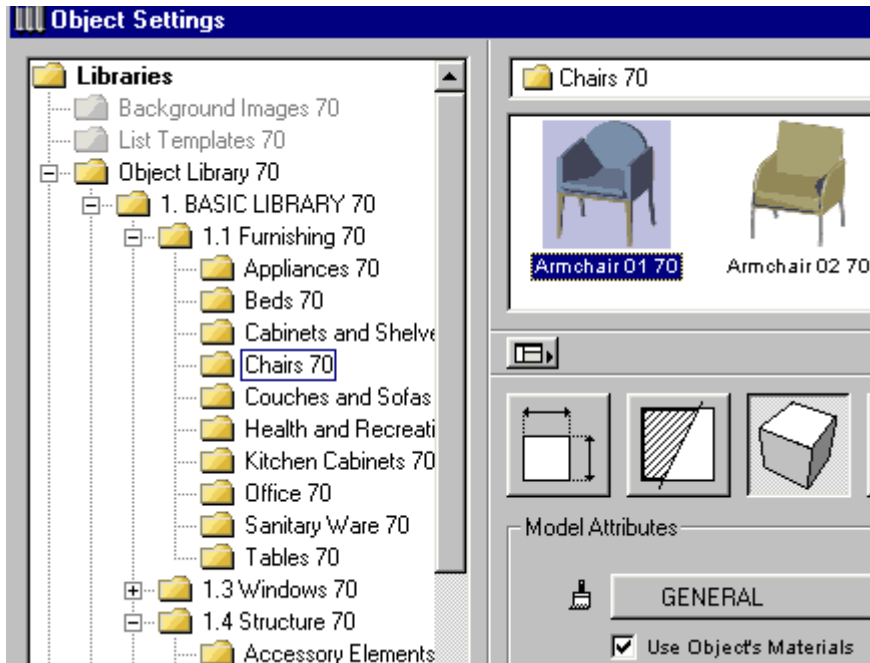 Object Settings
Libraries
Background Images 70
List Templates 70
Object Library 70
1. BASIC LIBRARY 70
1.1 Furnishing 70
Appliances 70
Beds 70
Cabinets and Shelve
Chairs 70
Couches and Sofas
Health and Recreati
Kitchen Cabinets 70
Office 70
Sanitary Ware 70
Tables 70
1.3 Windows 70
1.4 Structure 70
Accessory Elements
Chairs 70
Armchair 01 70
Armchair 02 70
Model Attributes
GENERAL
Use Object's Materials